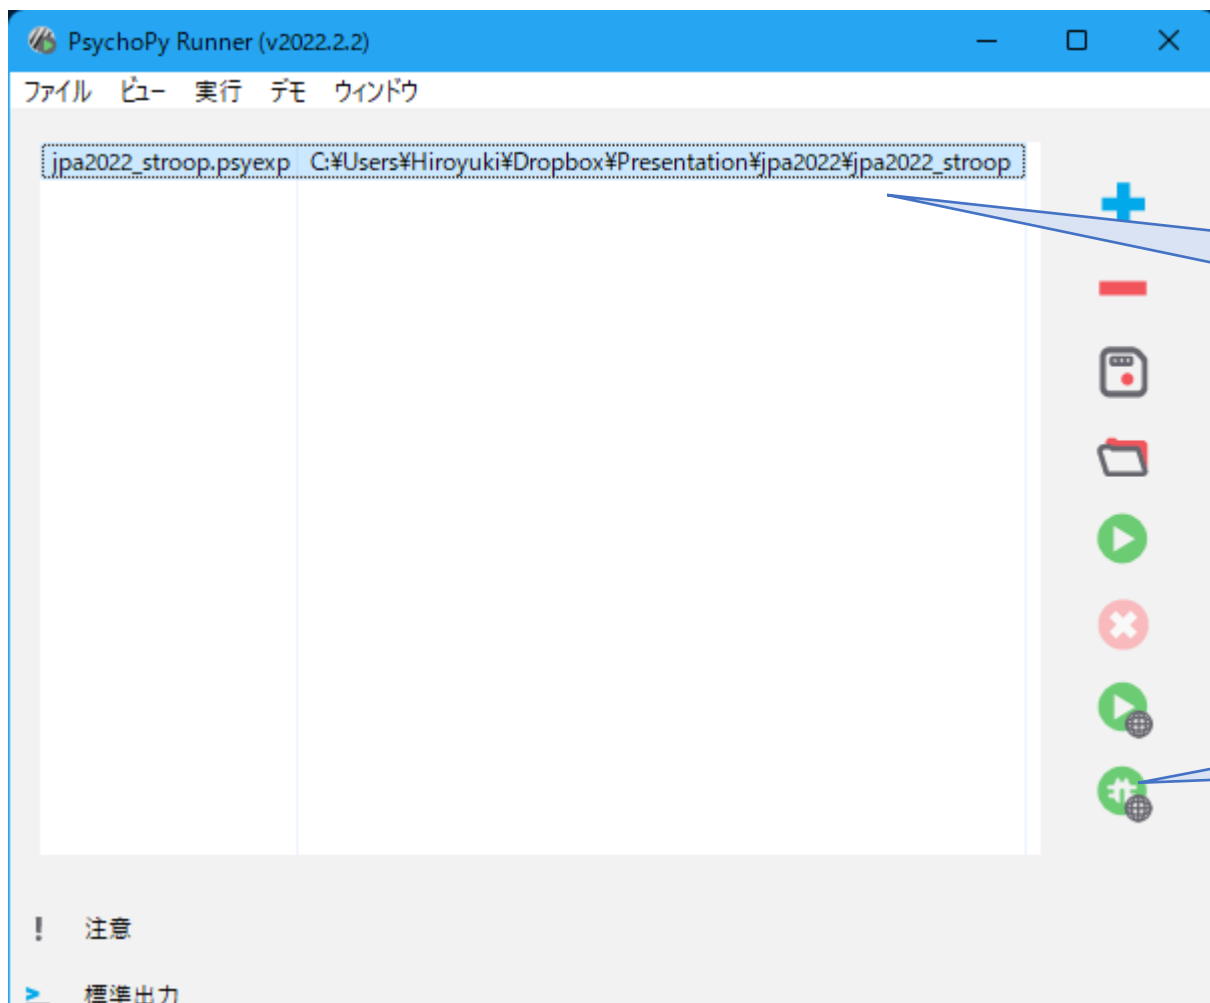 PsychoPy Runner (v2022.2.2)
ファイル ビュー 実行 デモ ウィンドウ
jpa2022_stroop.psyexp C:¥Users¥Hiroyuki¥Dropbox¥Presentation¥jpa2022¥jpa2022_stroop
! 注意
>_ 標準出力